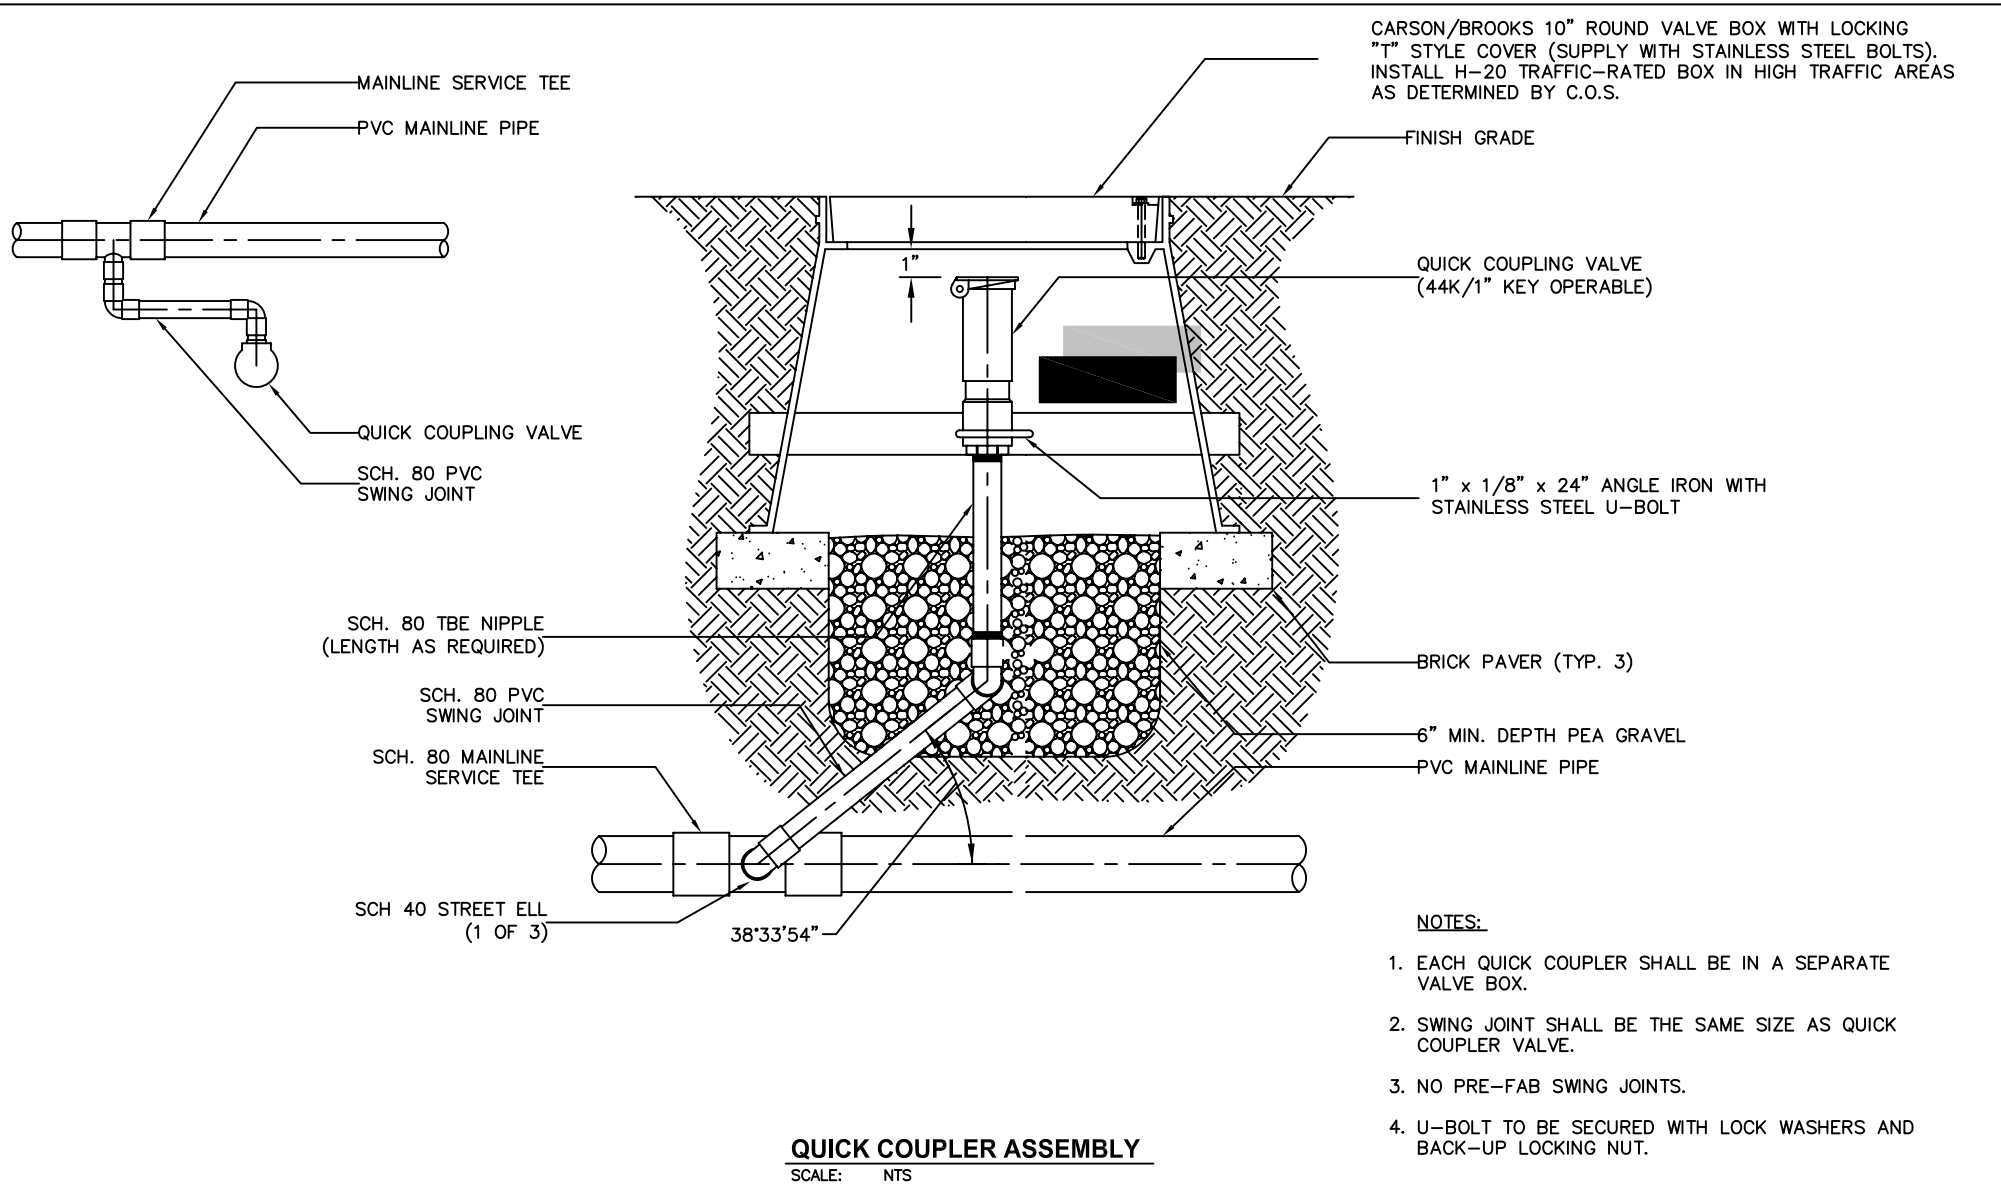 CARSON/BROOKS 10" ROUND VALVE BOX WITH LOCKING
"T" STYLE COVER (SUPPLY WITH STAINLESS STEEL BOLTS).
INSTALL H-20 TRAFFIC-RATED BOX IN HIGH TRAFFIC AREAS
AS DETERMINED BY C.O.S.
MAINLINE SERVICE TEE
PVC MAINLINE PIPE
FINISH GRADE
1"
QUICK COUPLING VALVE
(44K/1" KEY OPERABLE)
QUICK COUPLING VALVE
SCH. 80 PVC
SWING JOINT
1" x 1/8" x 24" ANGLE IRON WITH
STAINLESS STEEL U-BOLT
SCH. 80 TBE NIPPLE
(LENGTH AS REQUIRED)
BRICK PAVER (TYP. 3)
SCH. 80 PVC
SWING JOINT
6" MIN. DEPTH PEA GRAVEL
SCH. 80 MAINLINE
SERVICE TEE
PVC MAINLINE PIPE
SCH 40 STREET ELL
(1 OF 3)
38°33'54"
NOTES:
1. EACH QUICK COUPLER SHALL BE IN A SEPARATE
VALVE BOX.
2. SWING JOINT SHALL BE THE SAME SIZE AS QUICK
COUPLER VALVE.
3. NO PRE-FAB SWING JOINTS.
4. U-BOLT TO BE SECURED WITH LOCK WASHERS AND
BACK-UP LOCKING NUT.
QUICK COUPLER ASSEMBLY
SCALE: NTS